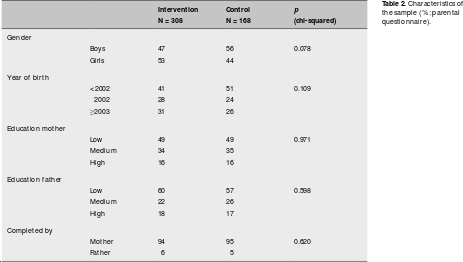 Intervention Control p
N = 308 N = 168 (chi-squared)
Gender
Boys 47 56 0.078
Girls 53 44
Year of birth
<2002 41 51 0.109
2002 28 24
≥2003 31 26
Education mother
Low 49 49 0.971
Medium 34 35
High 16 16
Education father
Low 60 57 0.598
Medium 22 26
High 18 17
Completed by
Mother 94 95 0.620
Father 6 5
Table 2. Characteristics of
the sample (%; parental
questionnaire).